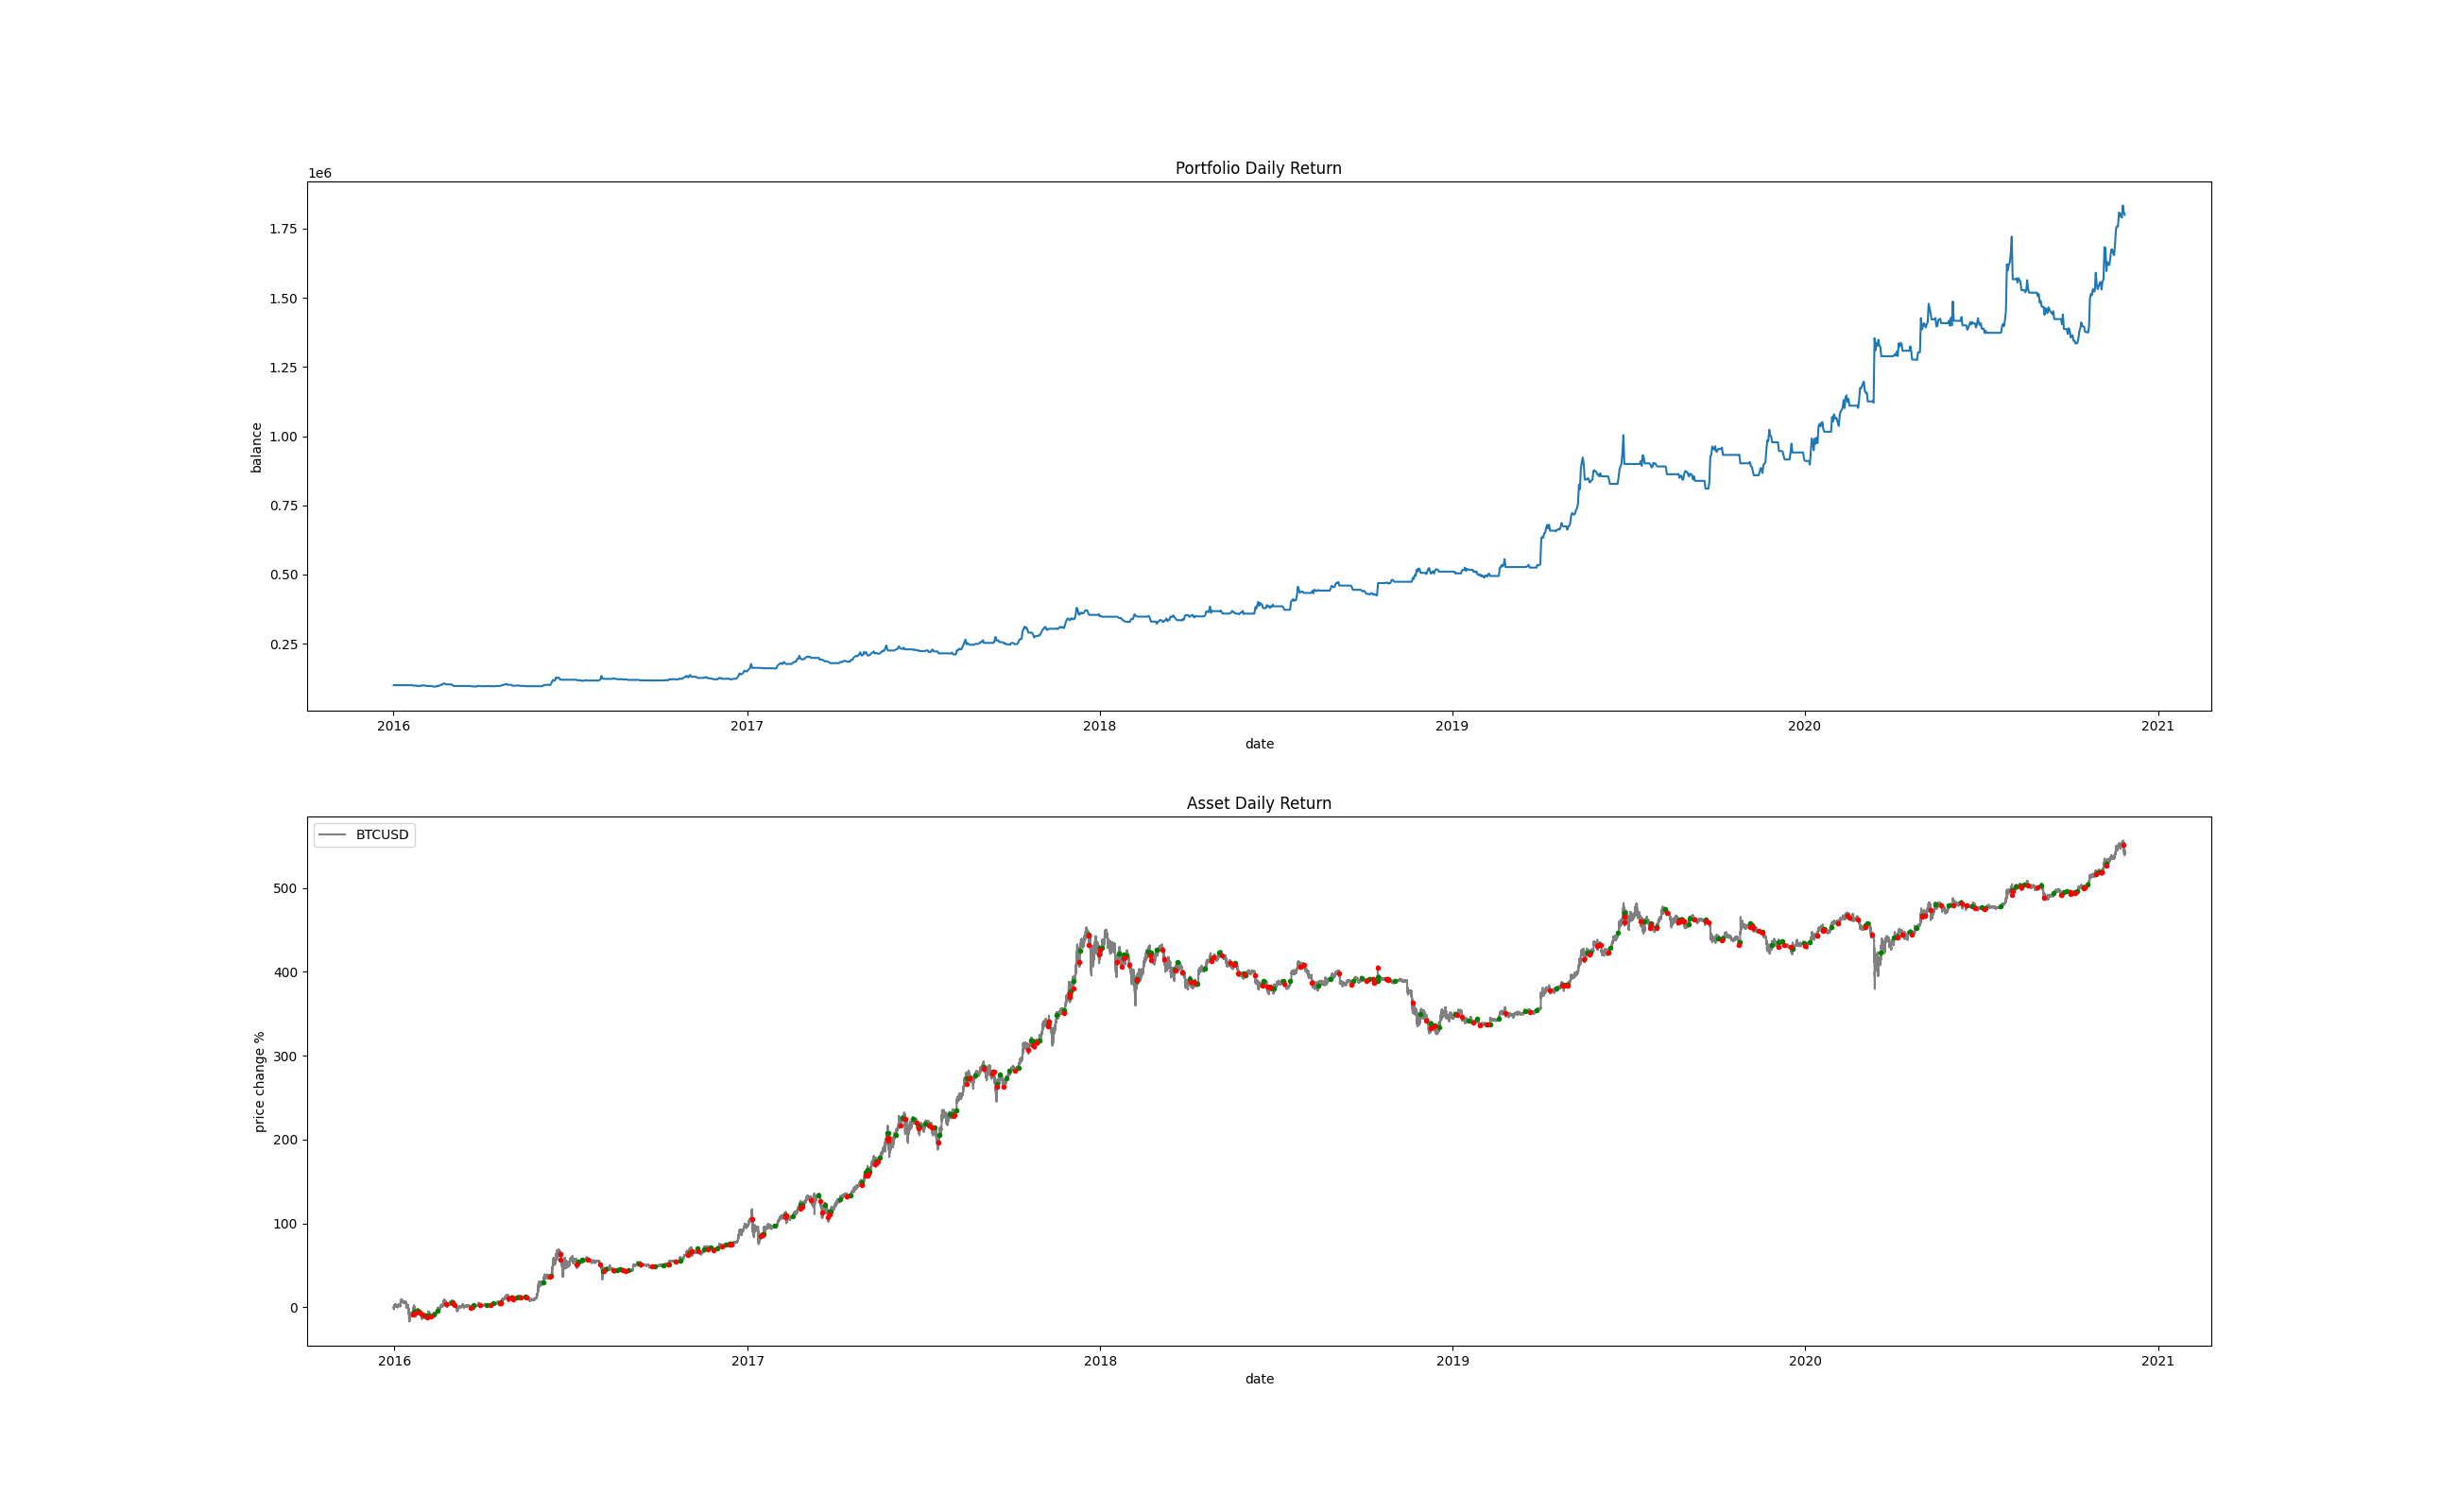 Portfolio Daily Return
1e6
1.75
1.50
1.25
1.00
0.75
0.50
0.25
balance
2016 2017 2018 2019 2020 2021
date
Asset Daily Return
BTCUSD
500
400
300
200
100
0
price change %
2016 2017 2018 2019 2020 2021
date